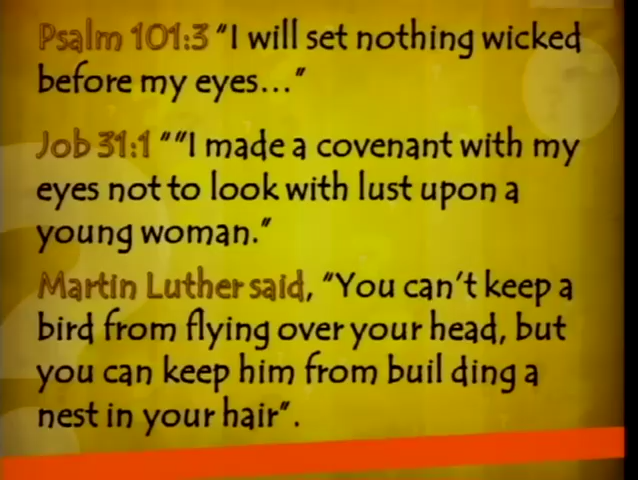 Psalm 101:3 “I will set nothing wicked
before my eyes...”
Job 31:1 “”I made a covenant with my
eyes not to look with lust upon a
young woman.”
Martin Luther said, “You can’t keep a
bird from flying over your head, but
you can keep him from buil ding a
nest in your hair”.